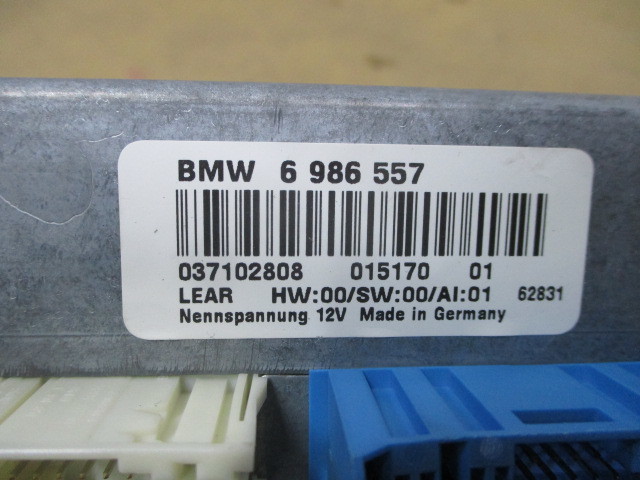 BMW 6 986 557
037102808 015170 01
LEAR HW:00/SW:00/AI:01 62831
Nennspannung 12V Made in Germany